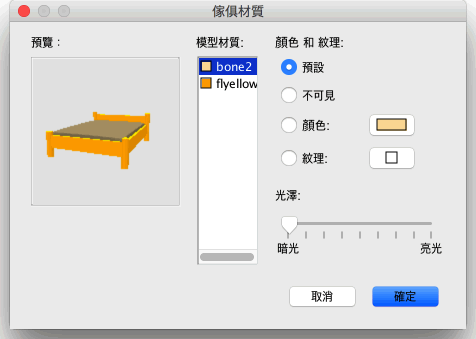 傢俱材質
預覽：
模型材質:
bone2
flyellow
顏色 和 紋理:
預設
不可見
顏色:
紋理:
光澤:
暗光
亮光
取消
確定